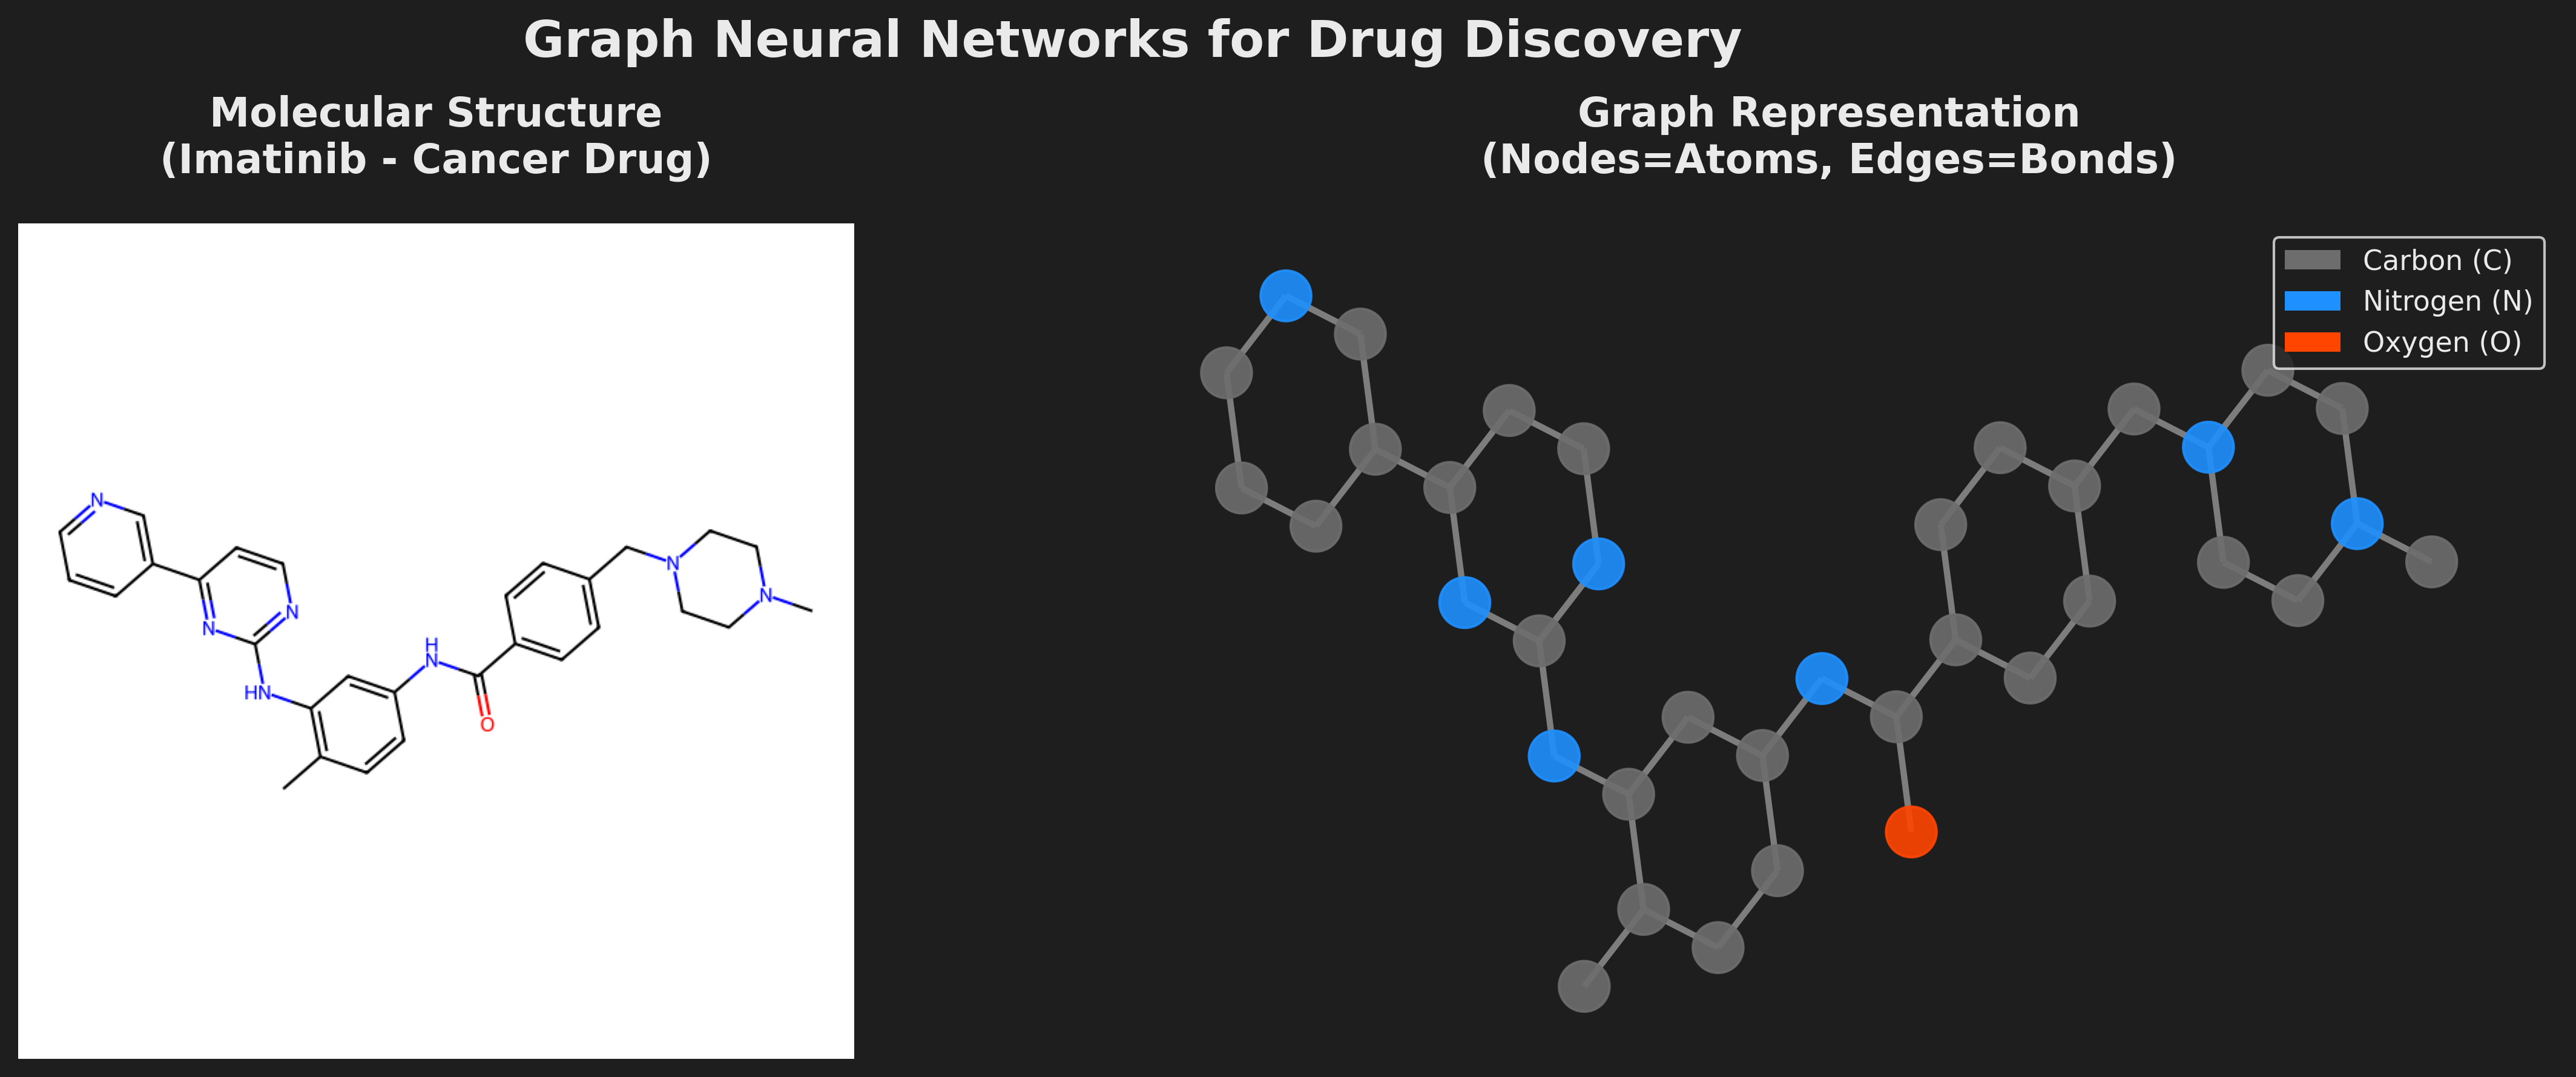 Graph Neural Networks for Drug Discovery
Molecular Structure
(Imatinib - Cancer Drug)
Graph Representation
(Nodes=Atoms, Edges=Bonds)
Carbon (C)
Nitrogen (N)
Oxygen (O)
N
N
N
HN
H
N
O
N
N